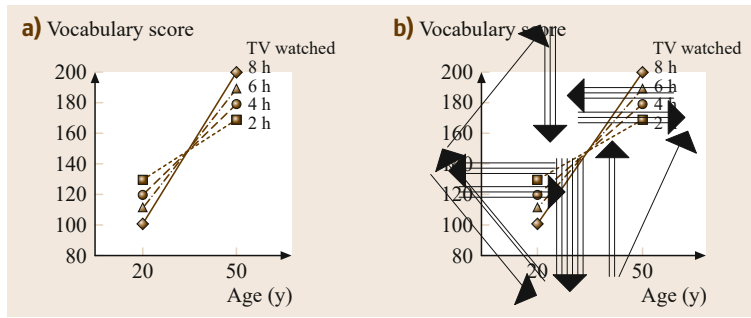 a) Vocabulary score
TV watched
8 h
6 h
4 h
2 h
200
180
160
140
120
100
80
20 50
Age (y)
b) Vocabulary score
TV watched
8 h
6 h
4 h
2 h
200
180
160
140
120
100
80
20 50
Age (y)